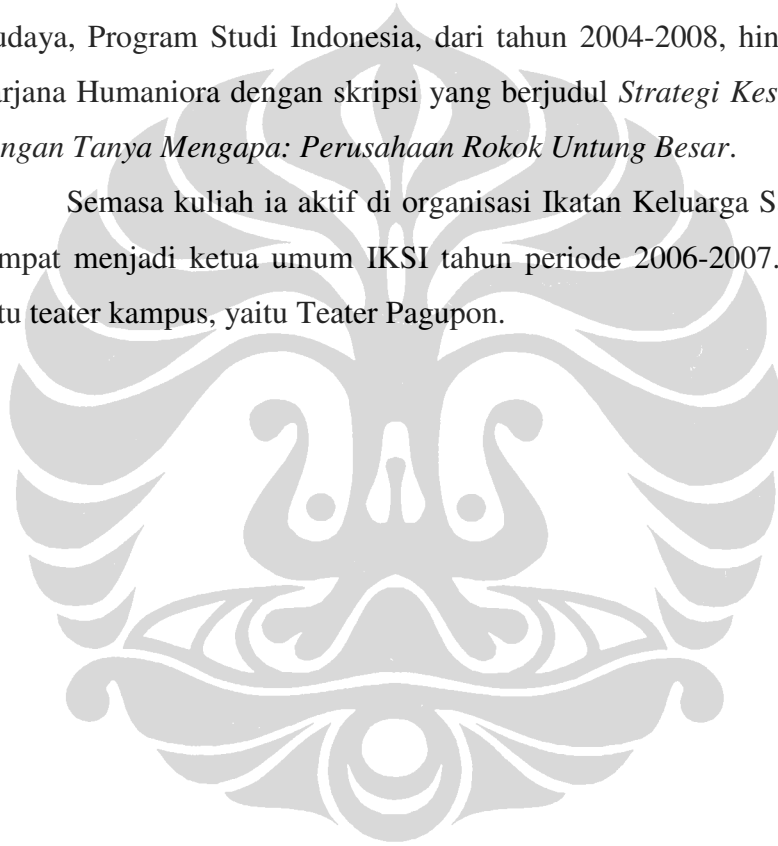 udaya, Program Studi Indonesia, dari tahun 2004-2008, hin
arjana Humaniora dengan skripsi yang berjudul Strategi Kes
ngan Tanya Mengapa: Perusahaan Rokok Untung Besar.
Semasa kuliah ia aktif di organisasi Ikatan Keluarga S
mpat menjadi ketua umum IKSI tahun periode 2006-2007.
tu teater kampus, yaitu Teater Pagupon.